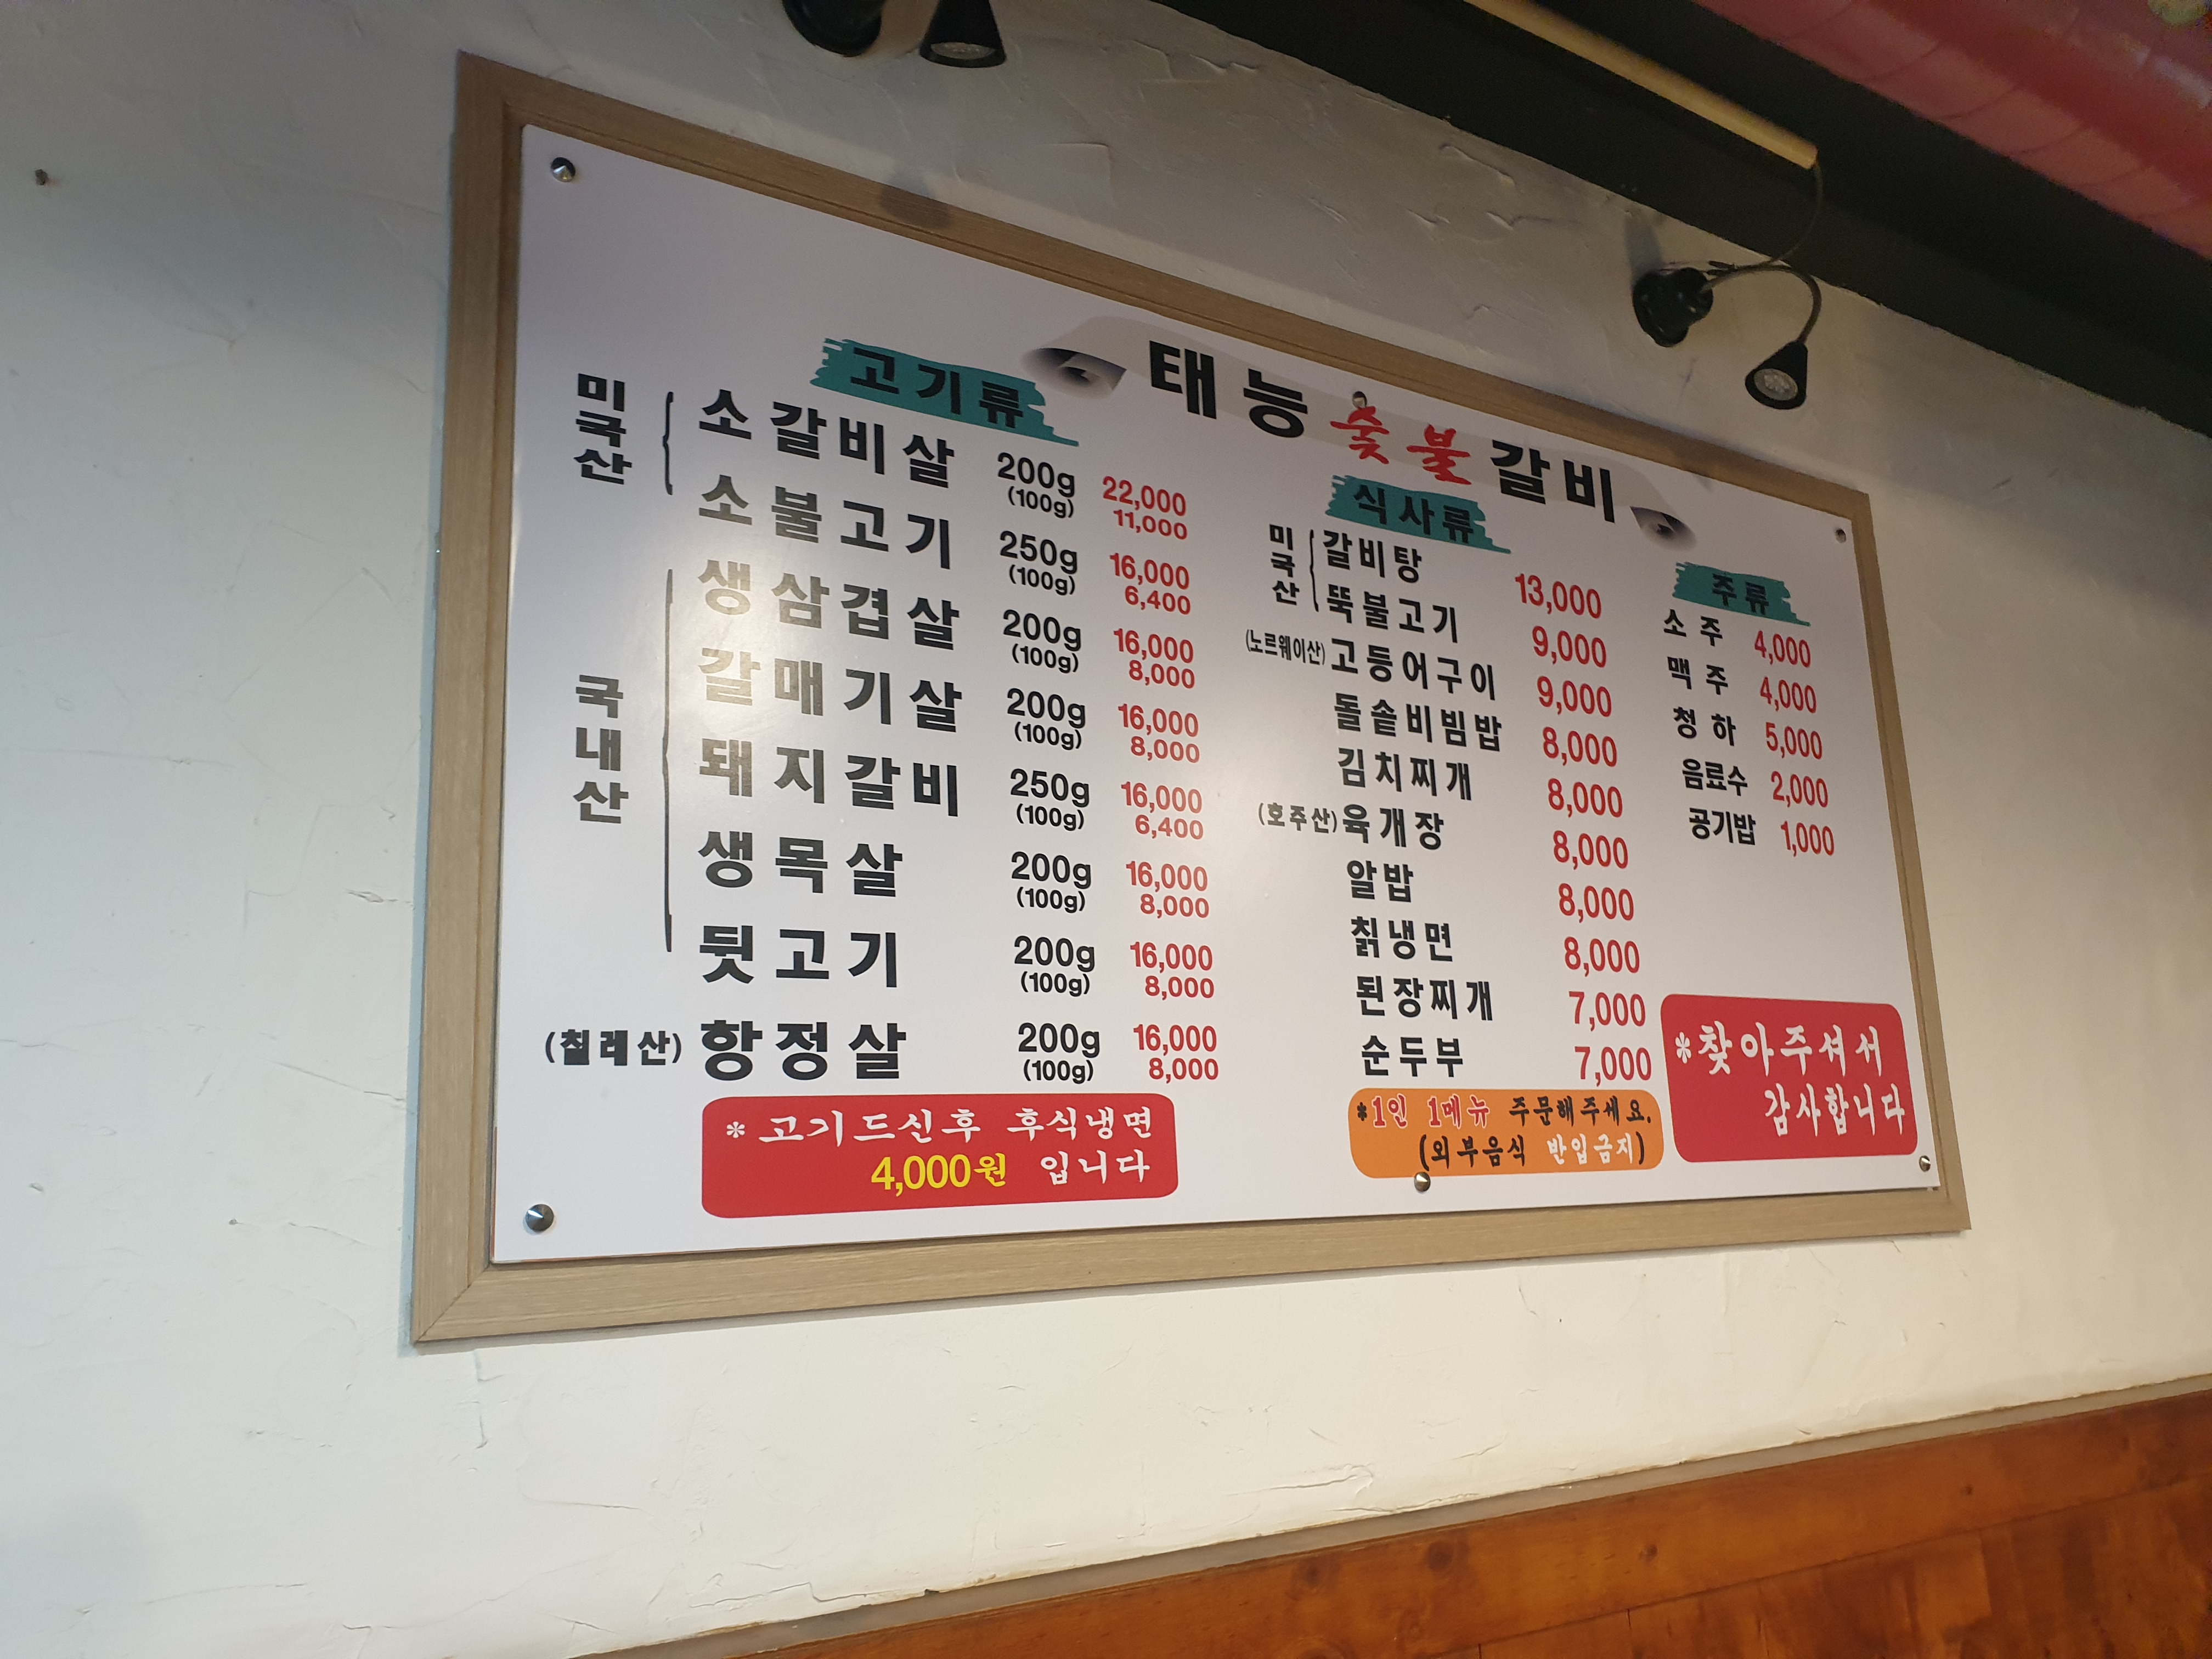 태능숯불갈비
고기류
미국산
소갈비살 200g 22,000
(100g) 11,000
소불고기 250g 16,000
(100g) 6,400
국내산
생삼겹살 200g 16,000
(100g) 8,000
갈매기살 200g 16,000
(100g) 8,000
돼지갈비 250g 16,000
(100g) 6,400
생목살 200g 16,000
(100g) 8,000
뒷고기 200g 16,000
(100g) 8,000
(칠레산) 항정살 200g 16,000
(100g) 8,000
* 고기드신후 후식냉면
4,000원 입니다
식사류
미국산
갈비탕 13,000
뚝불고기 9,000
(노르웨이산) 고등어구이 9,000
돌솥비빔밥 8,000
김치찌개 8,000
(호주산) 육개장 8,000
알밥 8,000
칡냉면 8,000
된장찌개 7,000
순두부 7,000
*1인 1메뉴 주문해주세요.
(외부음식 반입금지)
주류
소주 4,000
맥주 4,000
청하 5,000
음료수 2,000
공기밥 1,000
*찾아주셔서
감사합니다